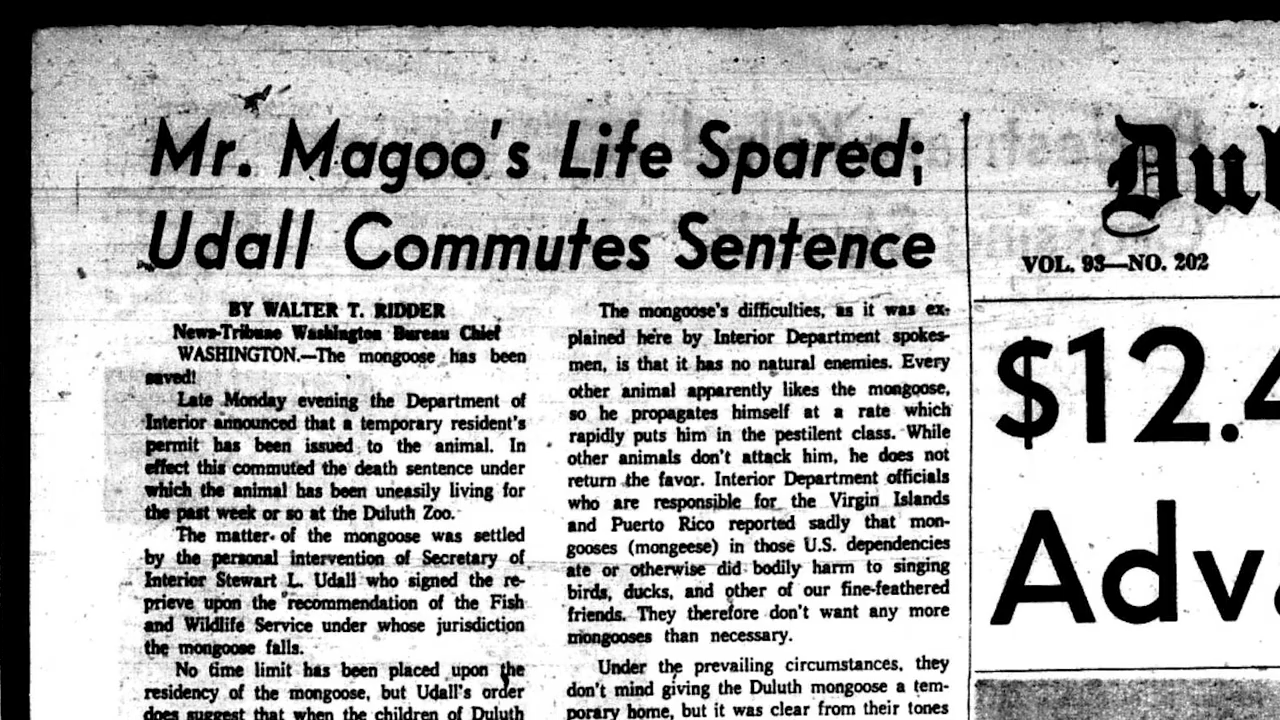 Mr. Magoo's Life Spared;
Udall Commutes Sentence
BY WALTER T. RIDDER
News-Tribune Washington Bureau Chief
WASHINGTON.—The mongoose has been
saved!
Late Monday evening the Department of
Interior announced that a temporary resident's
permit has been issued to the animal. In
effect this commuted the death sentence under
which the animal has been uneasily living for
the past week or so at the Duluth Zoo.
The matter of the mongoose was settled
by the personal intervention of Secretary of
Interior Stewart L. Udall who signed the re-
prieve upon the recommendation of the Fish
and Wildlife Service under whose jurisdiction
the mongoose falls.
No time limit has been placed upon the
residency of the mongoose, but Udall's order
does suggest that when the children of Duluth
The mongoose's difficulties, as it was ex-
plained here by Interior Department spokes-
men, is that it has no natural enemies. Every
other animal apparently likes the mongoose,
so he propagates himself at a rate which
rapidly puts him in the pestilent class. While
other animals don't attack him, he does not
return the favor. Interior Department officials
who are responsible for the Virgin Islands
and Puerto Rico reported sadly that mon-
gooses (mongeese) in those U.S. dependencies
ate or otherwise did bodily harm to singing
birds, ducks, and other of our fine-feathered
friends. They therefore don't want any more
mongooses than necessary.
Under the prevailing circumstances, they
don't mind giving the Duluth mongoose a tem-
porary home, but it was clear from their tones
Dul
VOL. 93—NO. 202
$12.4
Adv